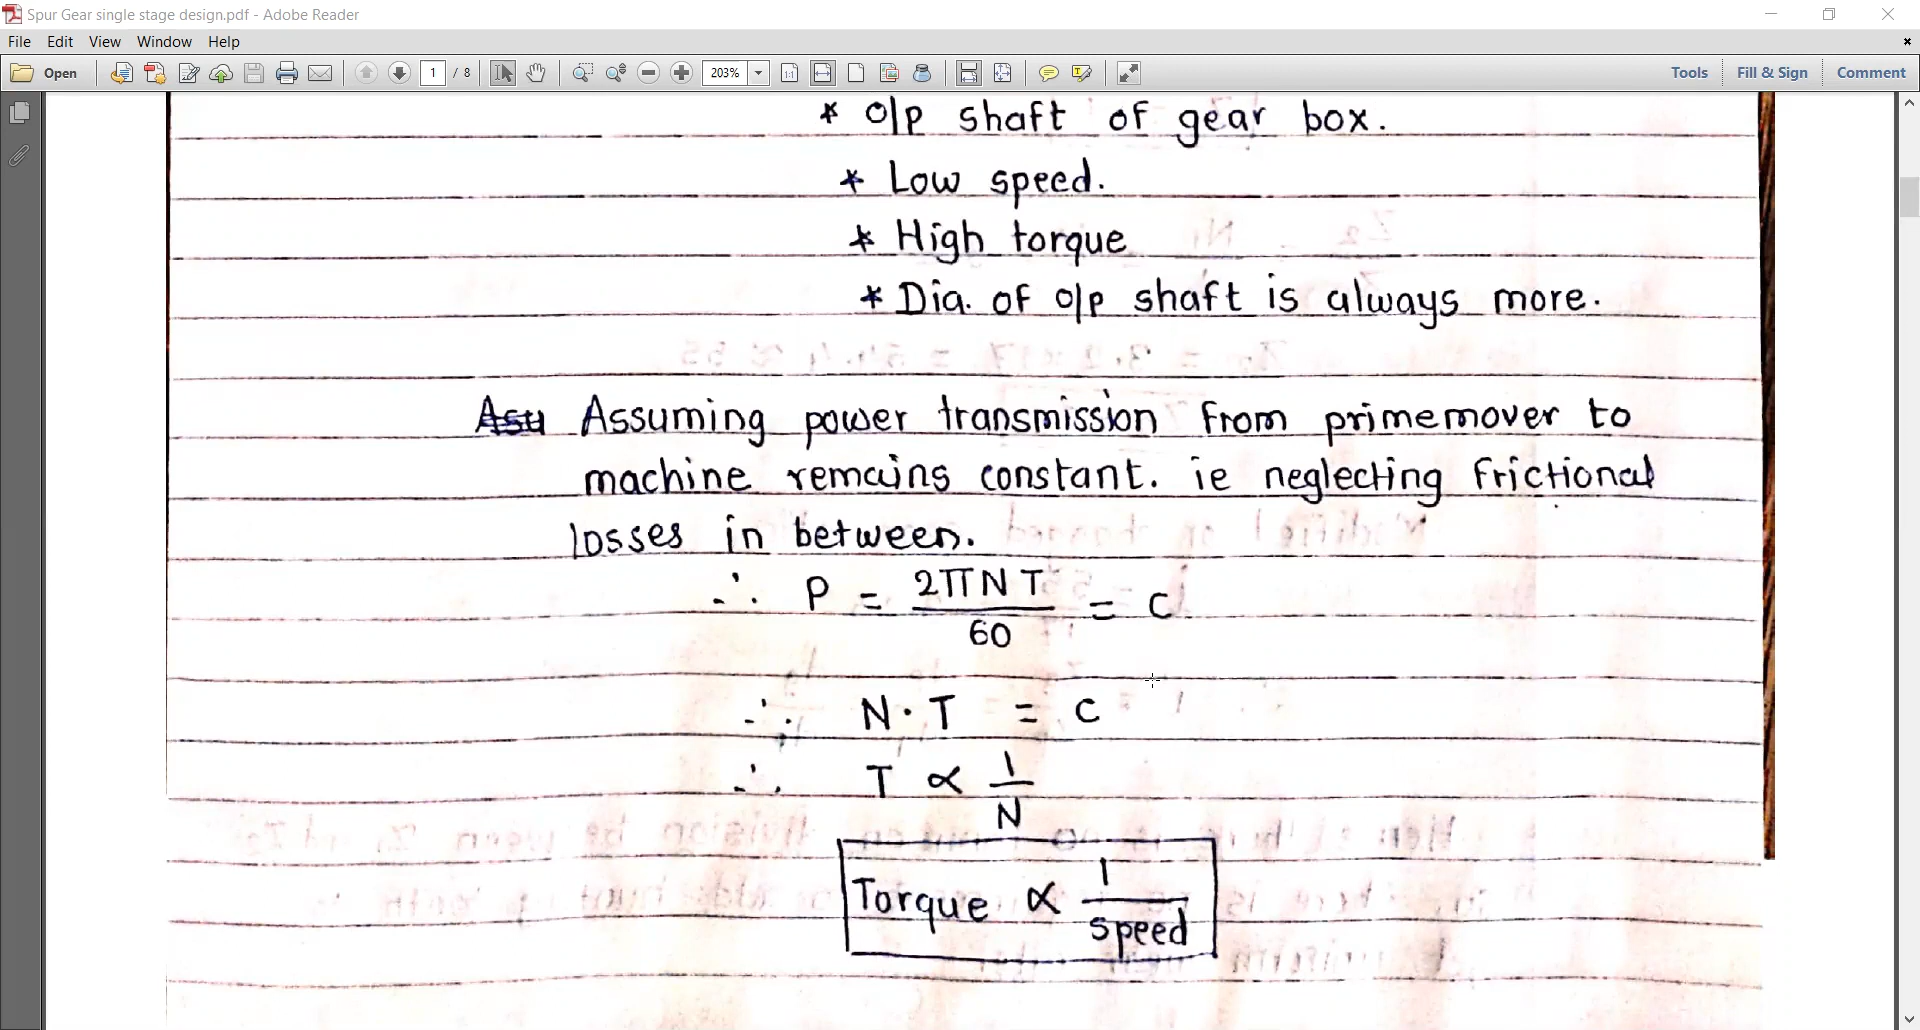 Spur Gear single stage design.pdf - Adobe Reader
File Edit View Window Help
Open 1 / 8 203% Tools Fill & Sign Comment
* O/p shaft of gear box.
* Low speed.
* High torque
* Dia. of o/p shaft is always more.
Assuming power transmission from primemover to
machine remains constant. ie neglecting frictional
losses in between.
∴ P = 2πNT/60 = C
∴ N·T = C
∴ T ∝ 1/N
Torque ∝ 1/speed